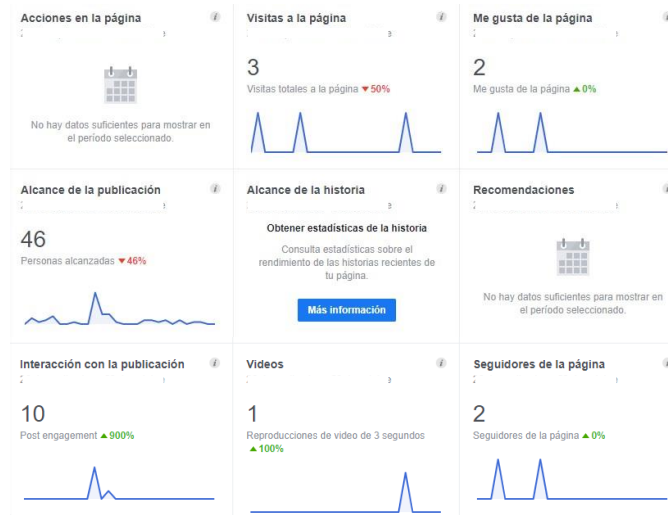 Acciones en la página
No hay datos suficientes para mostrar en
el período seleccionado.
Visitas a la página
3
Visitas totales a la página ▼50%
Me gusta de la página
2
Me gusta de la página ▲0%
Alcance de la publicación
46
Personas alcanzadas ▼46%
Alcance de la historia
Obtener estadísticas de la historia
Consulta estadísticas sobre el
rendimiento de las historias recientes de
tu página.
Más información
Recomendaciones
No hay datos suficientes para mostrar en
el período seleccionado.
Interacción con la publicación
10
Post engagement ▲900%
Videos
1
Reproducciones de video de 3 segundos
▲100%
Seguidores de la página
2
Seguidores de la página ▲0%